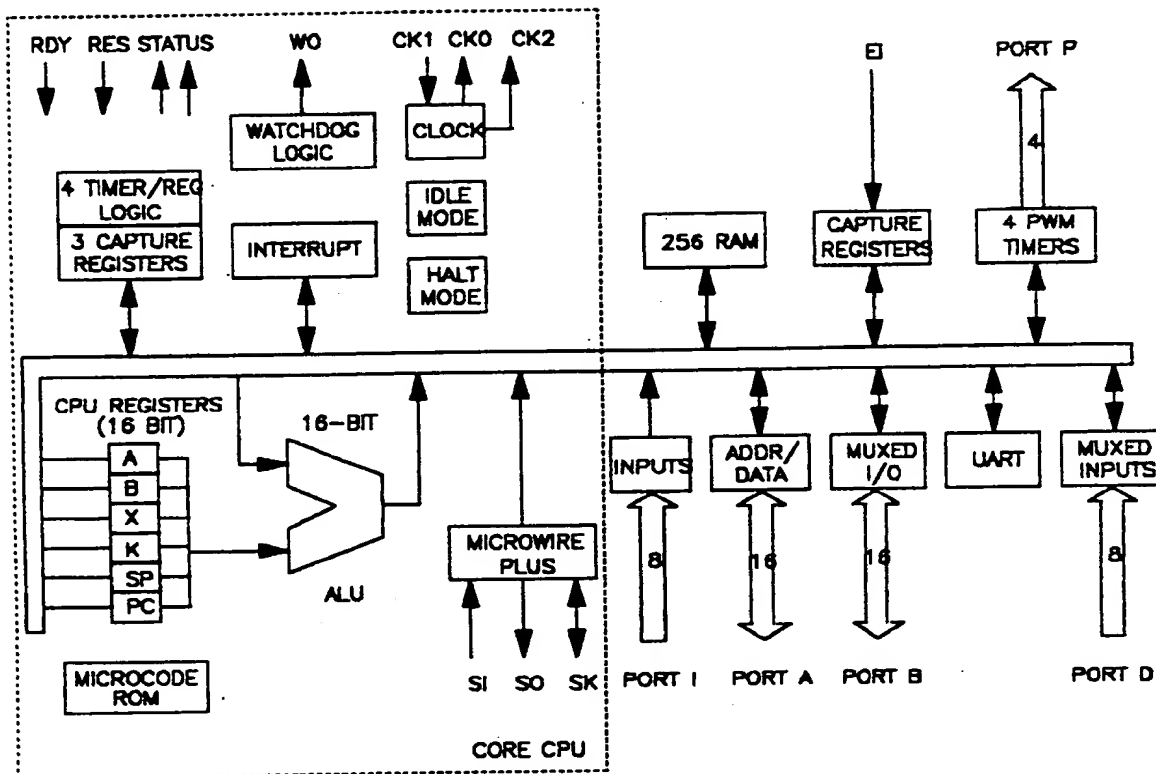 RDY RES STATUS WO CK1 CK0 CK2
EI PORT P
WATCHDOG
LOGIC
CLOCK
4
4 TIMER/REG
LOGIC
3 CAPTURE
REGISTERS
INTERRUPT
IDLE
MODE
HALT
MODE
256 RAM
CAPTURE
REGISTERS
4 PWM
TIMERS
CPU REGISTERS
(16 BIT)
A
B
X
K
SP
PC
16-BIT
ALU
MICROWIRE
PLUS
INPUTS
ADDR/
DATA
MUXED
I/O
UART
MUXED
INPUTS
8
16
16
8
SI SO SK PORT I PORT A PORT B PORT D
MICROCODE
ROM
CORE CPU